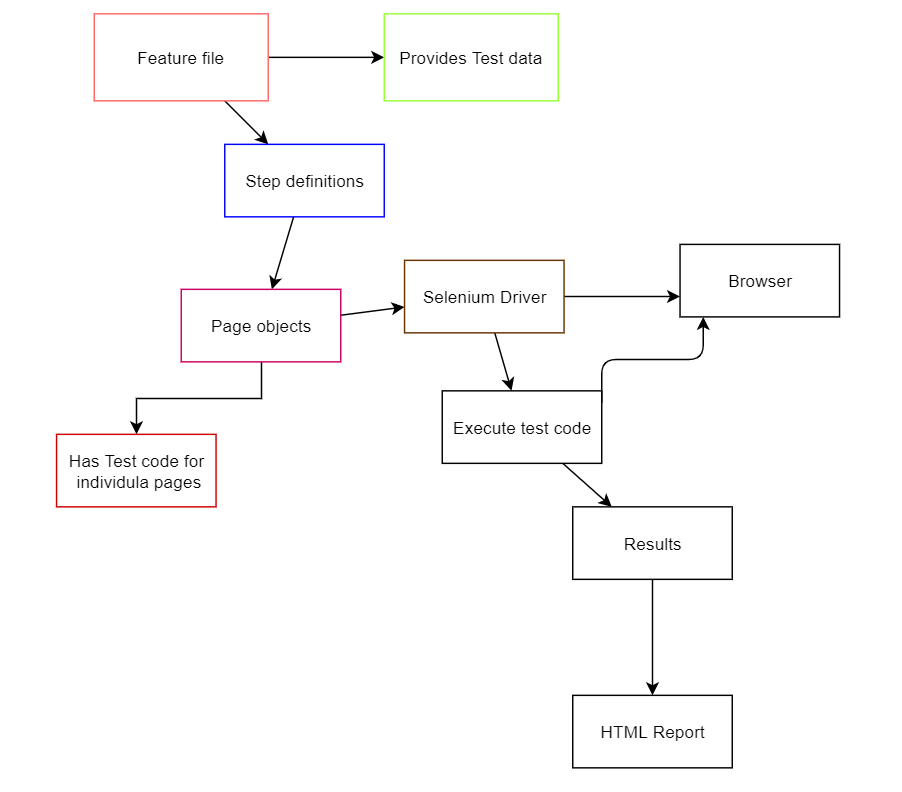 Feature file
Provides Test data
Step definitions
Selenium Driver
Browser
Page objects
Execute test code
Has Test code for
individula pages
Results
HTML Report